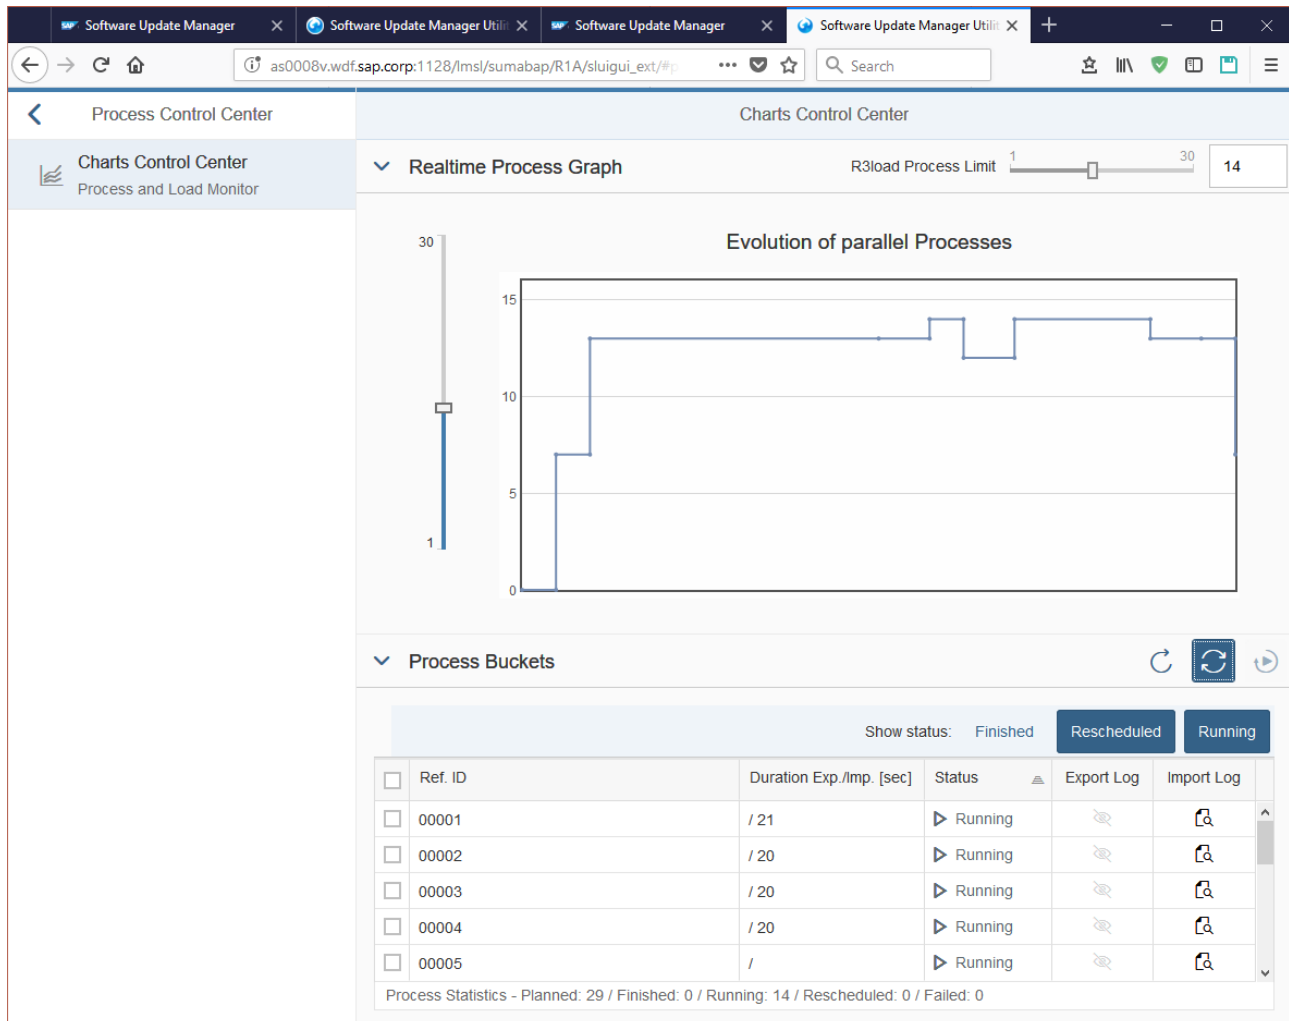 SAP Software Update Manager
Software Update Manager Utilit
SAP Software Update Manager
Software Update Manager Utilit
as0008v.wdf.sap.corp:1128/lmsl/sumabap/R1A/sluigui_ext/#p
Search
Process Control Center
Charts Control Center
Charts Control Center
Process and Load Monitor
Realtime Process Graph
R3load Process Limit
1
30
14
30
1
Evolution of parallel Processes
15
10
5
0
Process Buckets
Show status: Finished Rescheduled Running
Ref. ID Duration Exp./Imp. [sec] Status Export Log Import Log
00001 / 21 Running
00002 / 20 Running
00003 / 20 Running
00004 / 20 Running
00005 / Running
Process Statistics - Planned: 29 / Finished: 0 / Running: 14 / Rescheduled: 0 / Failed: 0